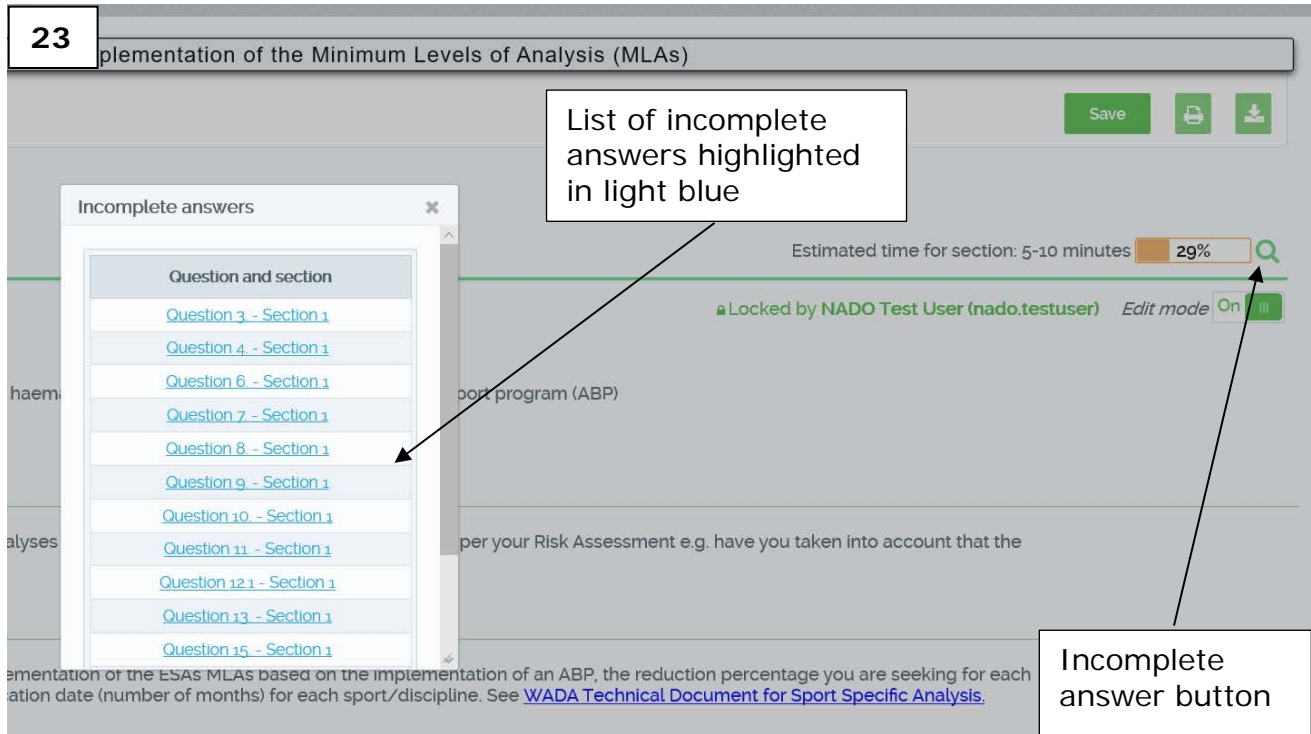 23
plementation of the Minimum Levels of Analysis (MLAs)
List of incomplete
answers highlighted
in light blue
Save
Incomplete answers
Estimated time for section: 5-10 minutes 29%
Question and section
Locked by NADO Test User (nado.testuser) Edit mode On
Question 3. - Section 1
Question 4. - Section 1
Question 6. - Section 1
Question 7. - Section 1
Question 8. - Section 1
Question 9. - Section 1
Question 10. - Section 1
Question 11. - Section 1
Question 12.1 - Section 1
Question 13. - Section 1
Question 15. - Section 1
haem port program (ABP)
alyses per your Risk Assessment e.g. have you taken into account that the
ementation of the ESAs MLAs based on the implementation of an ABP, the reduction percentage you are seeking for each
ation date (number of months) for each sport/discipline. See WADA Technical Document for Sport Specific Analysis.
Incomplete
answer button